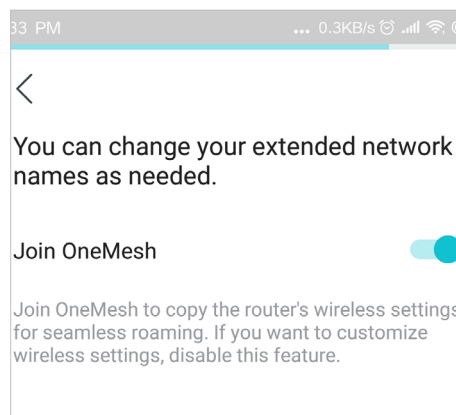 33 PM ... 0.3KB/s
You can change your extended network
names as needed.
Join OneMesh
Join OneMesh to copy the router's wireless settings
for seamless roaming. If you want to customize
wireless settings, disable this feature.